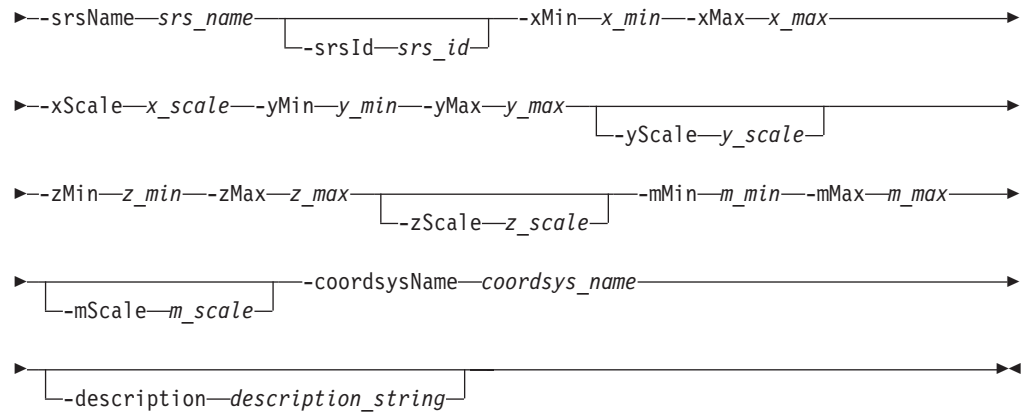 -srsName srs_name -xMin x_min -xMax x_max
-srsId srs_id
-xScale x_scale -yMin y_min -yMax y_max
-yScale y_scale
-zMin z_min -zMax z_max -mMin m_min -mMax m_max
-zScale z_scale
-coordsysName coordsys_name
-mScale m_scale
-description description_string